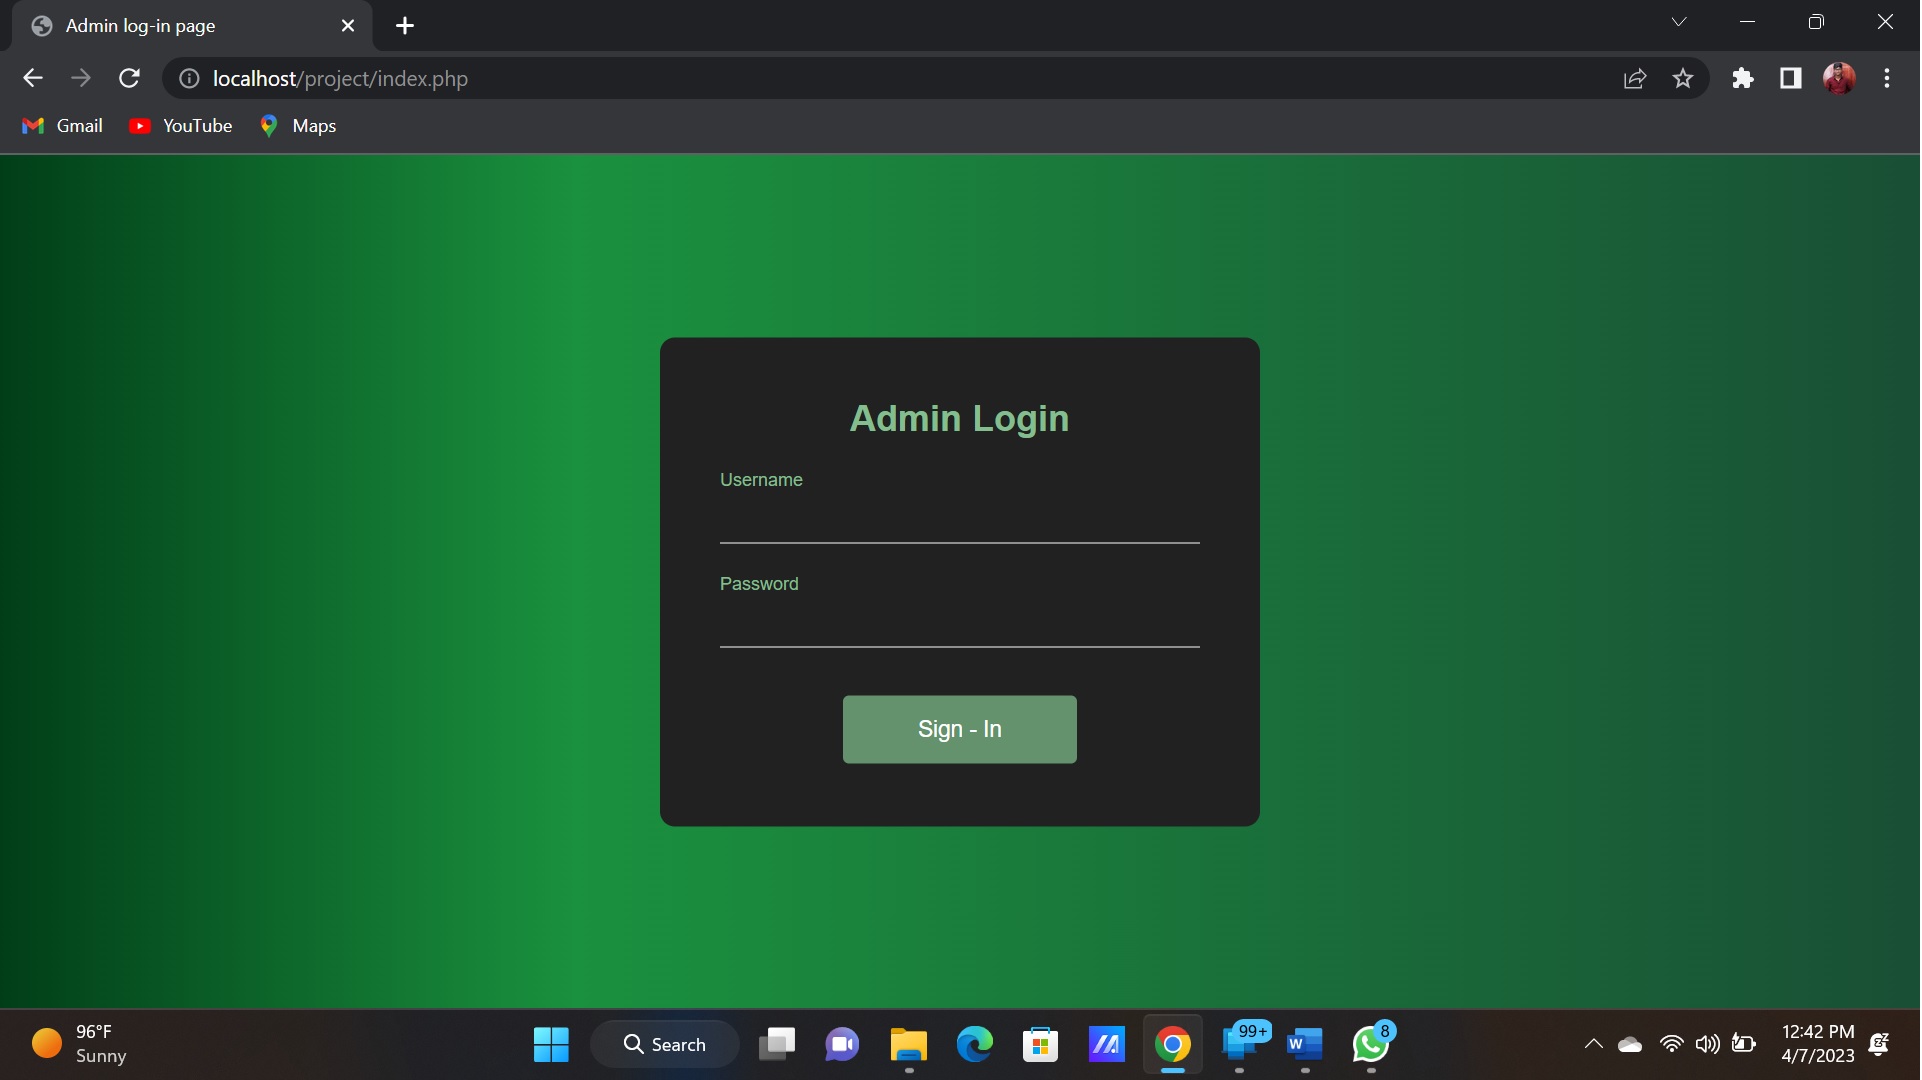 Admin log-in page
localhost/project/index.php
Gmail YouTube Maps
Admin Login
Username
Password
Sign - In
96°F
Sunny
Search
99+
W
8
12:42 PM
4/7/2023